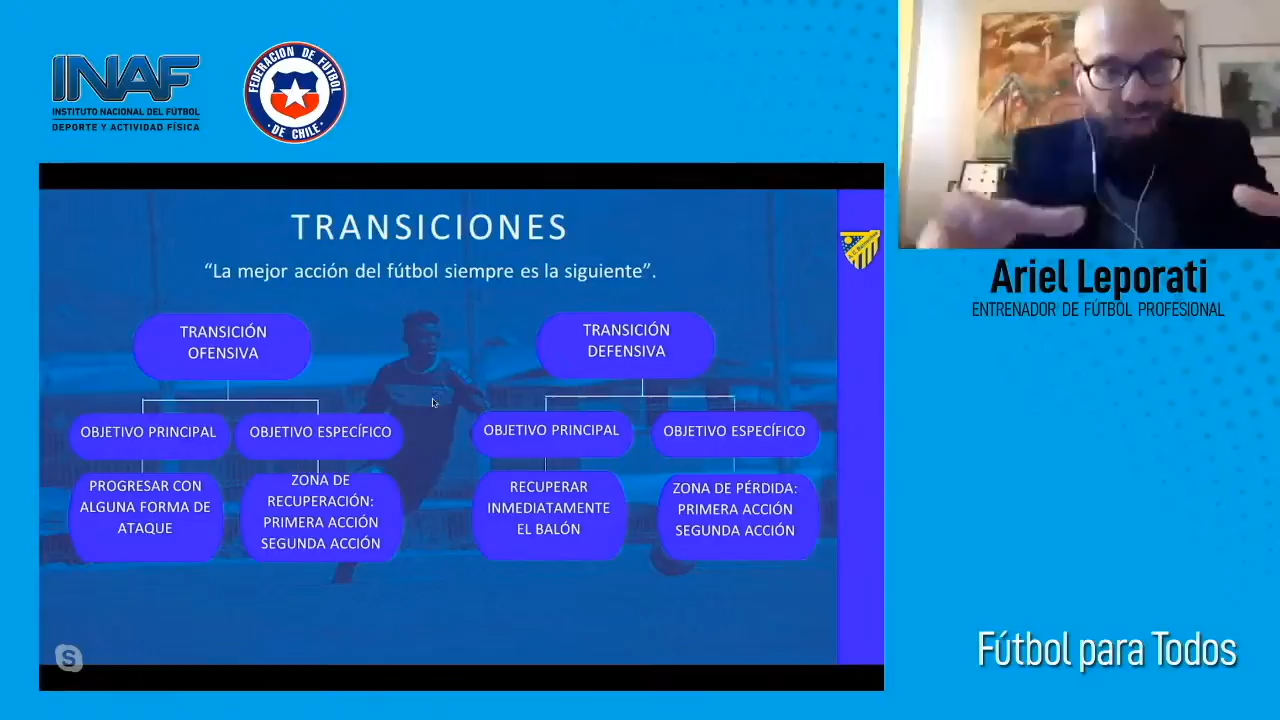 INAF
INSTITUTO NACIONAL DEL FÚTBOL
DEPORTE Y ACTIVIDAD FÍSICA
FEDERACION DE FUTBOL
· DE CHILE ·
TRANSICIONES
“La mejor acción del fútbol siempre es la siguiente”.
TRANSICIÓN
OFENSIVA
OBJETIVO PRINCIPAL
OBJETIVO ESPECÍFICO
PROGRESAR CON
ALGUNA FORMA DE
ATAQUE
ZONA DE
RECUPERACIÓN:
PRIMERA ACCIÓN
SEGUNDA ACCIÓN
TRANSICIÓN
DEFENSIVA
OBJETIVO PRINCIPAL
OBJETIVO ESPECÍFICO
RECUPERAR
INMEDIATAMENTE
EL BALÓN
ZONA DE PÉRDIDA:
PRIMERA ACCIÓN
SEGUNDA ACCIÓN
S
Ariel Leporati
ENTRENADOR DE FÚTBOL PROFESIONAL
Fútbol para Todos